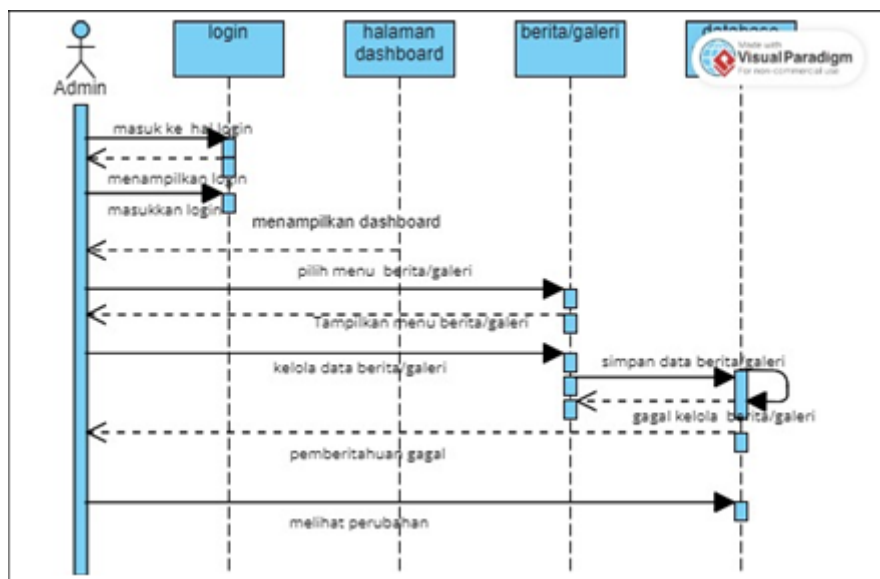 login
halaman
dashboard
berita/galeri
database
Made with
VisualParadigm
For non-commercial use
Admin
masuk ke hal login
menampilkan login
masukkan login
menampilkan dashboard
pilih menu berita/galeri
Tampilkan menu berita/galeri
kelola data berita/galeri
simpan data berita/galeri
gagal kelola berita/galeri
pemberitahuan gagal
melihat perubahan